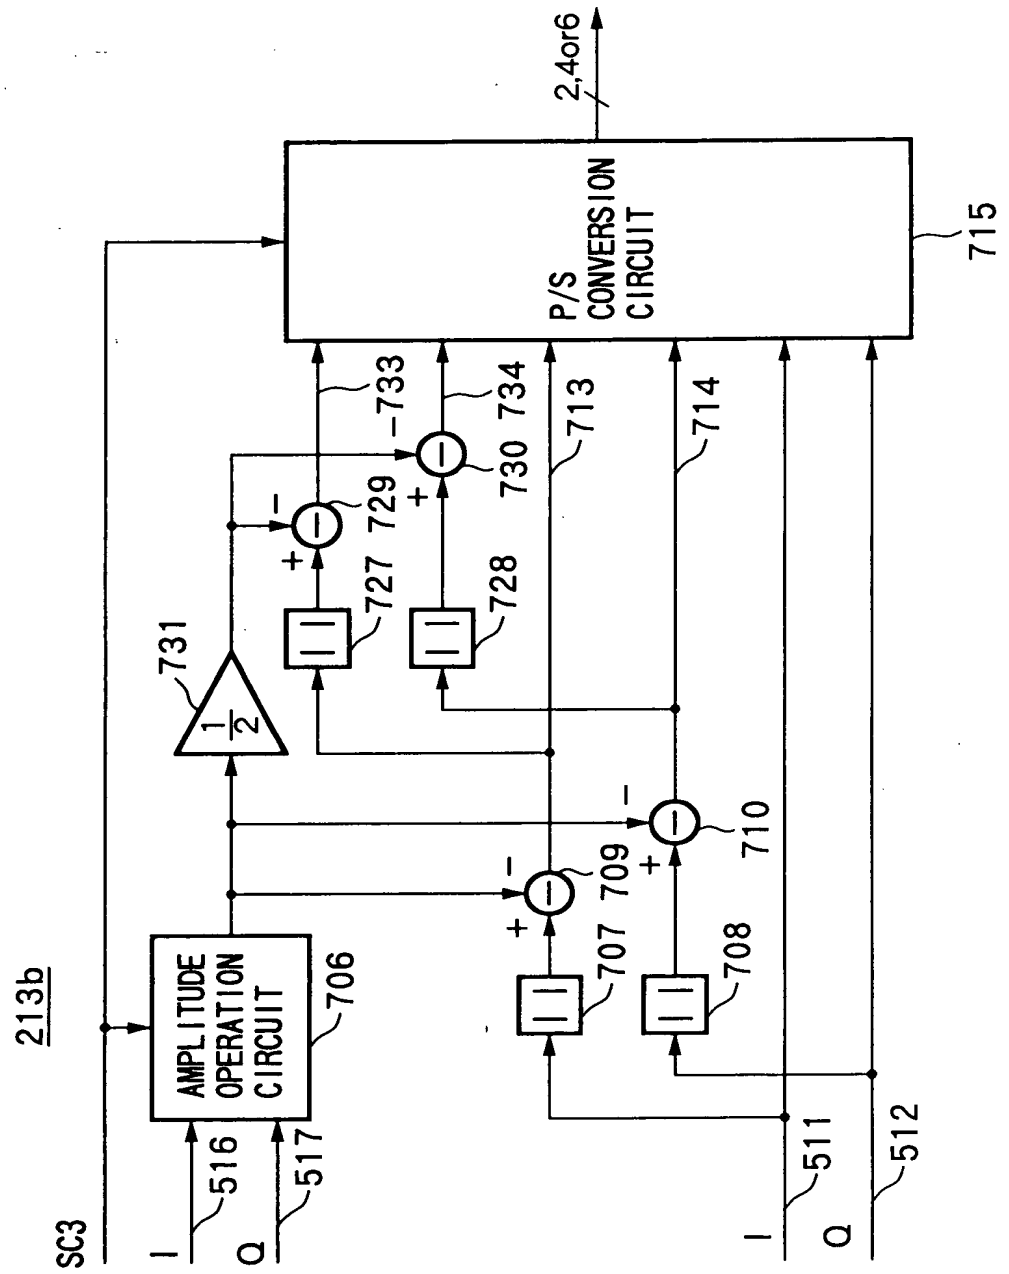 213b
SC3
I
516
Q
517
AMPLITUDE
OPERATION
CIRCUIT
706
731
1
2
+
−
729
727
733
−
+
730
734
728
+
−
709
707
713
+
−
710
708
714
I
511
Q
512
P/S
CONVERSION
CIRCUIT
715
2,4or6